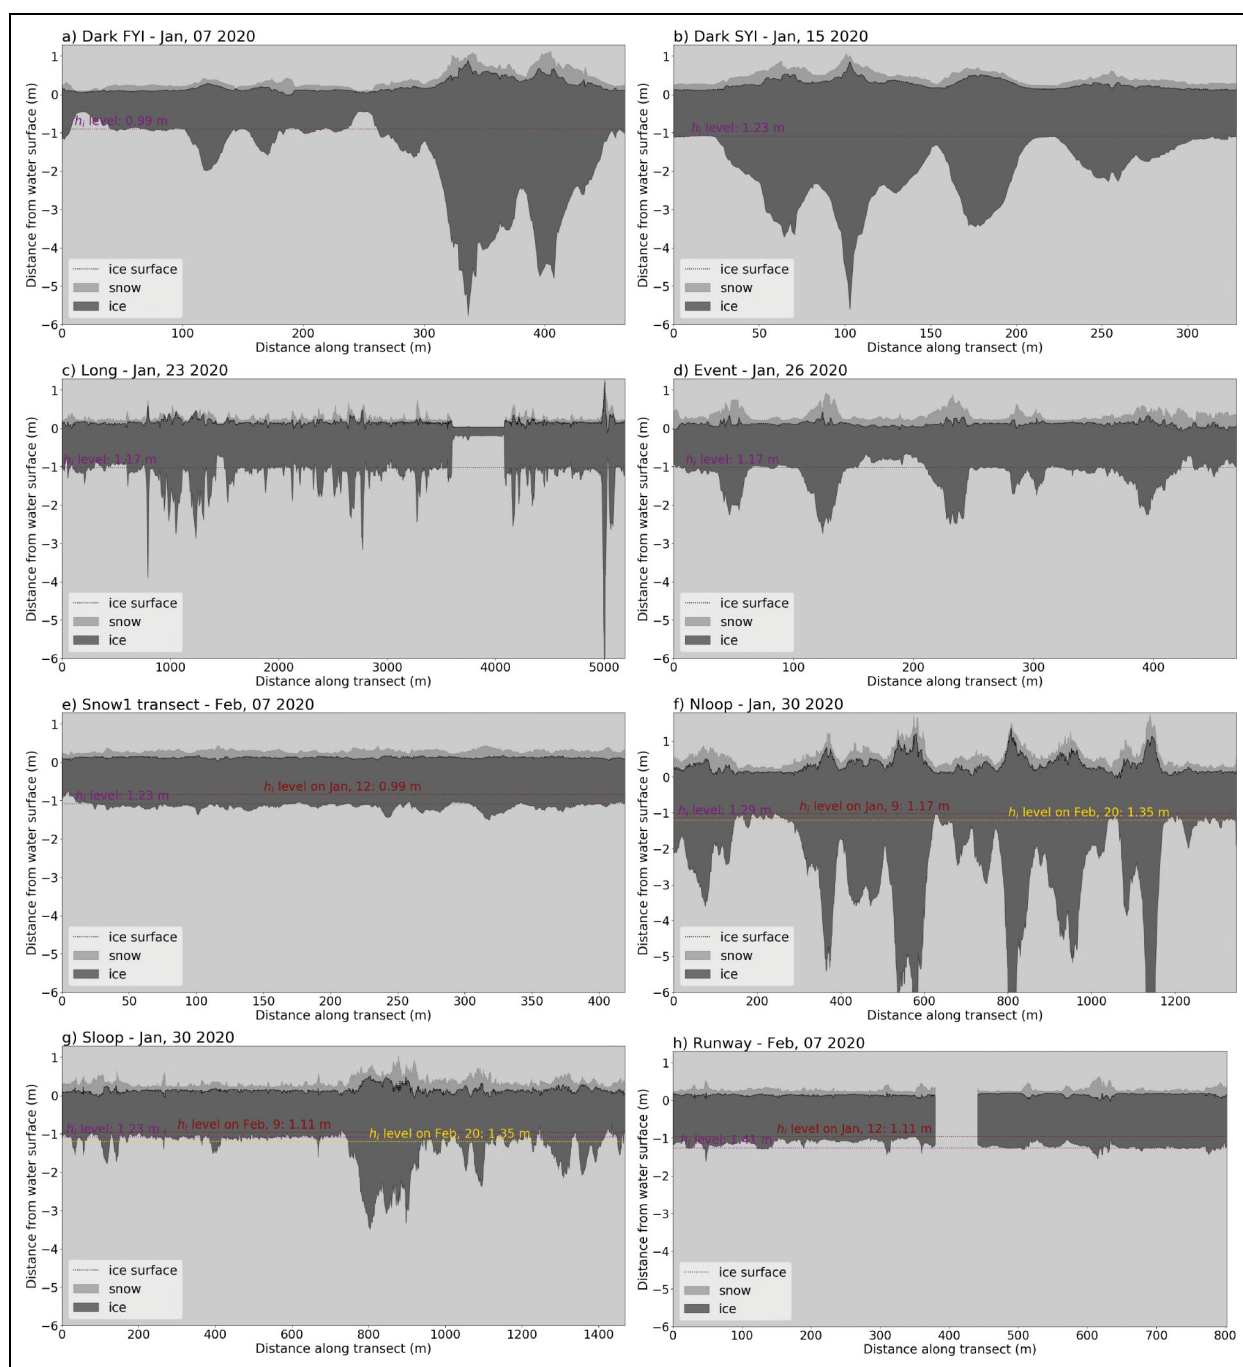 a) Dark FYI - Jan, 07 2020
Distance from water surface (m)
1
0
−1
−2
−3
−4
−5
−6
hi level: 0.99 m
ice surface
snow
ice
0 100 200 300 400
Distance along transect (m)
b) Dark SYI - Jan, 15 2020
Distance from water surface (m)
1
0
−1
−2
−3
−4
−5
−6
hi level: 1.23 m
ice surface
snow
ice
0 50 100 150 200 250 300
Distance along transect (m)
c) Long - Jan, 23 2020
Distance from water surface (m)
1
0
−1
−2
−3
−4
−5
−6
hi level: 1.17 m
ice surface
snow
ice
0 1000 2000 3000 4000 5000
Distance along transect (m)
d) Event - Jan, 26 2020
Distance from water surface (m)
1
0
−1
−2
−3
−4
−5
−6
hi level: 1.17 m
ice surface
snow
ice
0 100 200 300 400
Distance along transect (m)
e) Snow1 transect - Feb, 07 2020
Distance from water surface (m)
1
0
−1
−2
−3
−4
−5
−6
hi level on Jan, 12: 0.99 m
hi level: 1.23 m
ice surface
snow
ice
0 50 100 150 200 250 300 350 400
Distance along transect (m)
f) Nloop - Jan, 30 2020
Distance from water surface (m)
1
0
−1
−2
−3
−4
−5
−6
hi level: 1.29 m
hi level on Jan, 9: 1.17 m
hi level on Feb, 20: 1.35 m
ice surface
snow
ice
0 200 400 600 800 1000 1200
Distance along transect (m)
g) Sloop - Jan, 30 2020
Distance from water surface (m)
1
0
−1
−2
−3
−4
−5
−6
hi level: 1.23 m
hi level on Feb, 9: 1.11 m
hi level on Feb, 20: 1.35 m
ice surface
snow
ice
0 200 400 600 800 1000 1200 1400
Distance along transect (m)
h) Runway - Feb, 07 2020
Distance from water surface (m)
1
0
−1
−2
−3
−4
−5
−6
hi level on Jan, 12: 1.11 m
hi level: 1.41 m
ice surface
snow
ice
0 100 200 300 400 500 600 700 800
Distance along transect (m)